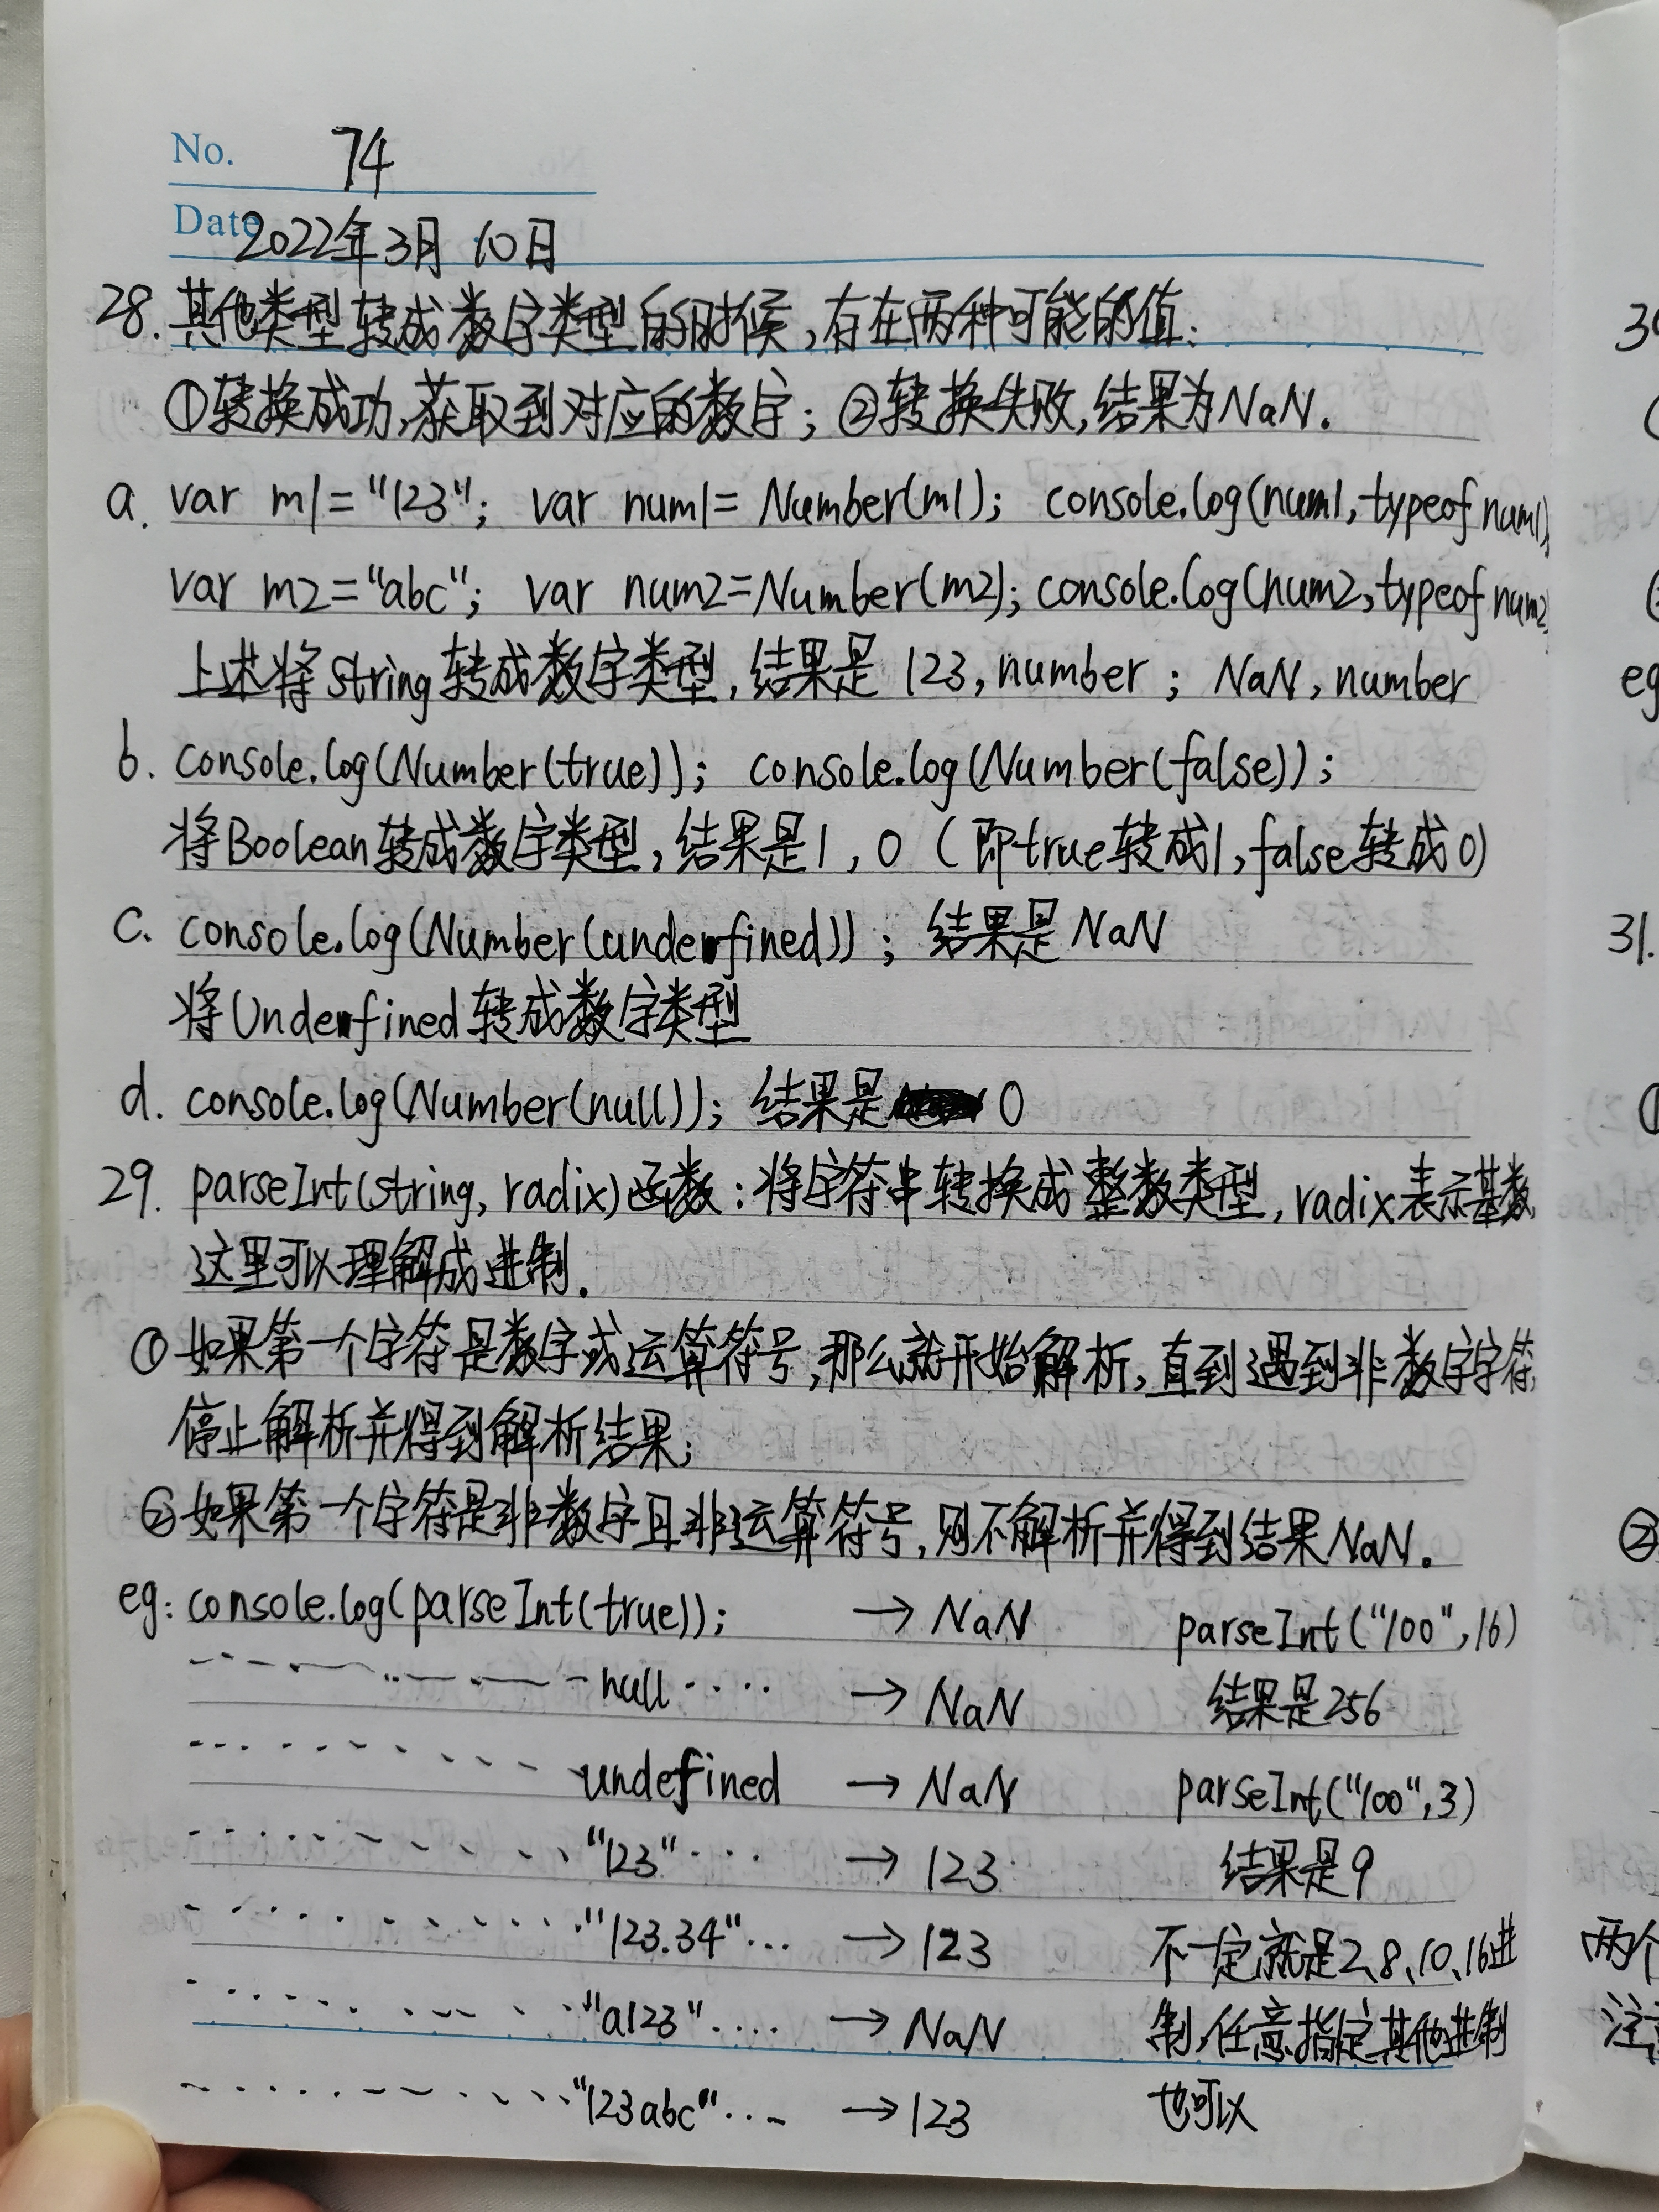 No. 74
Date 2022年3月10日
28. 其他类型转成数字类型的时候,存在两种可能的值:
①转换成功,获取到对应的数字; ②转换失败,结果为NaN.
a. var m1="123"; var num1= Number(m1); console.log(num1, typeof num1);
var m2="abc"; var num2=Number(m2); console.log(num2, typeof num2
上述将String转成数字类型,结果是 123, number ; NaN, number
b. console.log(Number(true)); console.log(Number(false));
将Boolean转成数字类型,结果是1, 0 (即true转成1, false转成0)
c. console.log(Number(undefined)); 结果是NaN
将Undefined转成数字类型
d. console.log(Number(null)); 结果是 0
29. parseInt(string, radix)函数:将字符串转换成整数类型, radix表示基数
这里可以理解成进制.
①如果第一个字符是数字或运算符号,那么就开始解析,直到遇到非数字字符,
停止解析并得到解析结果;
②如果第一个字符是非数字且非运算符号,则不解析并得到结果NaN.
eg: console.log(parseInt(true)); → NaN parseInt("100",16)
null .... → NaN 结果是256
undefined → NaN parseInt("100",3)
"123" ... → 123 结果是9
"123.34" ... → 123 不一定就是2、8、10、16进
"a123" .... → NaN 制,任意指定其他进制
"123abc" ... → 123 也可以
30
eg
31.
①
②
两个
注意